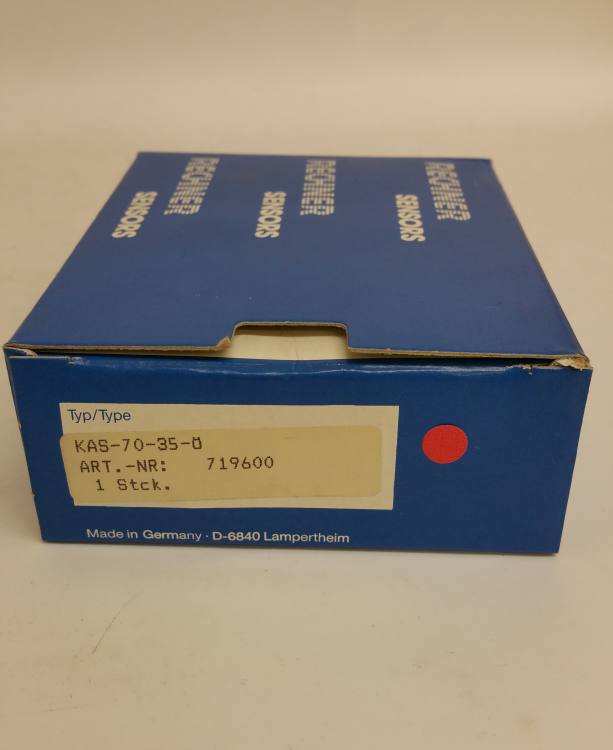 RECHNER
SENSORS
RECHNER
SENSORS
RECHNER
SENSORS
Typ/Type
KAS-70-35-Ö
ART.-NR: 719600
1 Stck.
Made in Germany · D-6840 Lampertheim